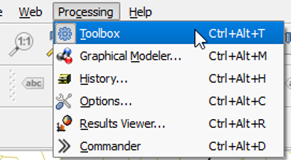 Web Processing Help
1:1
Toolbox Ctrl+Alt+T
Graphical Modeler... Ctrl+Alt+M
abc
History... Ctrl+Alt+H
Options... Ctrl+Alt+C
Results Viewer... Ctrl+Alt+R
Commander Ctrl+Alt+D